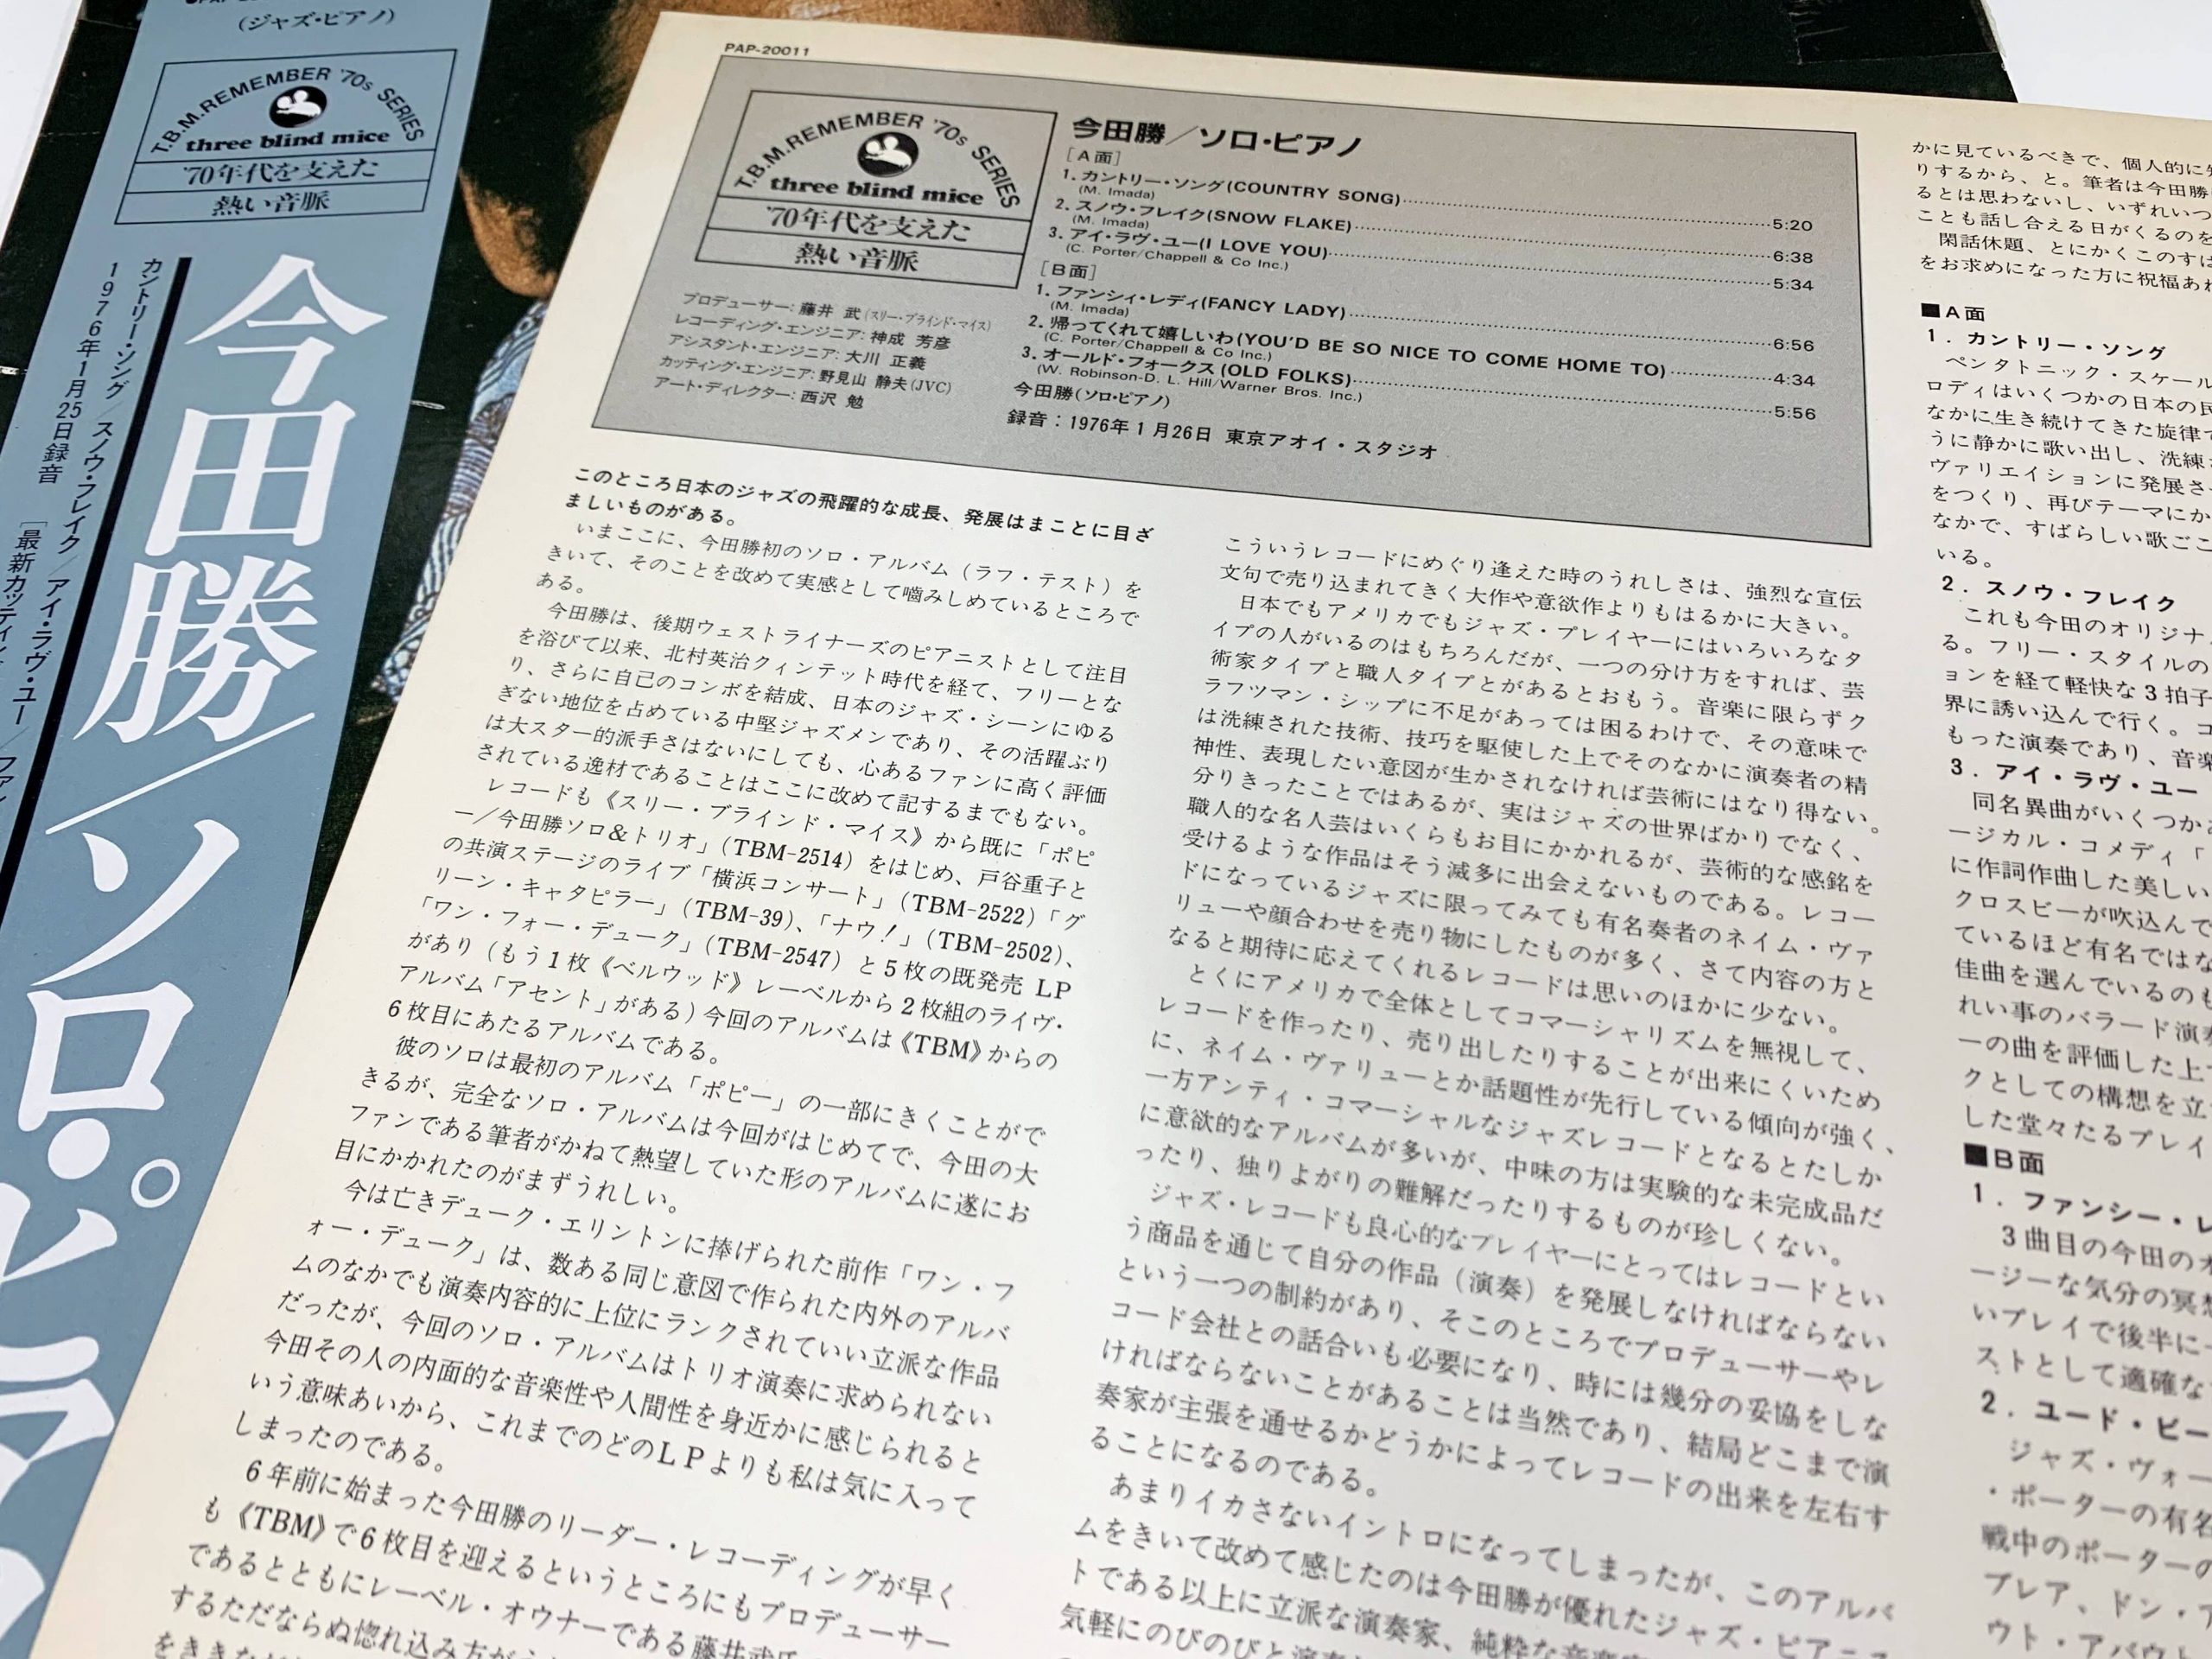 (ジャズ・ピアノ)
T.B.M. REMEMBER '70s SERIES
three blind mice
'70年代を支えた
熱い音脈
今田勝/ソロ・ピア
カントリー・ソング/スノウ・フレイク/アイ・ラヴ・ユー/ファン
1976年1月25日録音
PAP-20011
T.B.M. REMEMBER '70s SERIES
three blind mice
'70年代を支えた
熱い音脈
プロデューサー: 藤井 武(スリー・ブラインド・マイス)
レコーディング・エンジニア: 神成 芳彦
アシスタント・エンジニア: 大川 正義
カッティング・エンジニア: 野見山 静夫(JVC)
アート・ディレクター: 西沢 勉
今田勝/ソロ・ピアノ
[A面]
1. カントリー・ソング(COUNTRY SONG)……5:20
(M. Imada)
2. スノウ・フレイク(SNOW FLAKE)……6:38
(M. Imada)
3. アイ・ラヴ・ユー(I LOVE YOU)……5:34
(C. Porter/Chappell & Co Inc.)
[B面]
1. ファンシィ・レディ(FANCY LADY)……6:56
(M. Imada)
2. 帰ってくれて嬉しいわ(YOU'D BE SO NICE TO COME HOME TO)……4:34
(C. Porter/Chappell & Co Inc.)
3. オールド・フォークス(OLD FOLKS)……5:56
(W. Robinson-D. L. Hill/Warner Bros. Inc.)
今田勝(ソロ・ピアノ)
録音:1976年1月26日 東京アオイ・スタジオ
このところ日本のジャズの飛躍的な成長、発展はまことに目ざ
ましいものがある。
いまここに、今田勝初のソロ・アルバム(ラフ・テスト)を
きいて、そのことを改めて実感として噛みしめているところで
ある。
今田勝は、後期ウェストライナーズのピアニストとして注目
を浴びて以来、北村英治クィンテット時代を経て、フリーとな
り、さらに自己のコンボを結成、日本のジャズ・シーンにゆる
ぎない地位を占めている中堅ジャズメンであり、その活躍ぶり
は大スター的派手さはないにしても、心あるファンに高く評価
されている逸材であることはここに改めて記するまでもない。
レコードも《スリー・ブラインド・マイス》から既に「ポピ
ー/今田勝ソロ&トリオ」(TBM-2514)をはじめ、戸谷重子と
の共演ステージのライブ「横浜コンサート」(TBM-2522)「グ
リーン・キャタピラー」(TBM-39)、「ナウ!」(TBM-2502)、
「ワン・フォー・デューク」(TBM-2547)と5枚の既発売 LP
があり(もう1枚《ベルウッド》レーベルから2枚組のライヴ・
アルバム「アセント」がある)今回のアルバムは《TBM》からの
6枚目にあたるアルバムである。
彼のソロは最初のアルバム「ポピー」の一部にきくことがで
きるが、完全なソロ・アルバムは今回がはじめてで、今田の大
ファンである筆者がかねて熱望していた形のアルバムに遂にお
目にかかれたのがまずうれしい。
今は亡きデューク・エリントンに捧げられた前作「ワン・フ
ォー・デューク」は、数ある同じ意図で作られた内外のアルバ
ムのなかでも演奏内容的に上位にランクされていい立派な作品
だったが、今回のソロ・アルバムはトリオ演奏に求められない
今田その人の内面的な音楽性や人間性を身近かに感じられると
いう意味あいから、これまでのどのLPよりも私は気に入って
しまったのである。
6年前に始まった今田勝のリーダー・レコーディングが早く
も《TBM》で6枚目を迎えるというところにもプロデューサー
であるとともにレーベル・オウナーである藤井武氏
するただならぬ惚れ込み方が
こういうレコードにめぐり逢えた時のうれしさは、強烈な宣伝
文句で売り込まれてきく大作や意欲作よりもはるかに大きい。
日本でもアメリカでもジャズ・プレイヤーにはいろいろなタ
イプの人がいるのはもちろんだが、一つの分け方をすれば、芸
術家タイプと職人タイプとがあるとおもう。音楽に限らずク
ラフツマン・シップに不足があっては困るわけで、その意味で
は洗練された技術、技巧を駆使した上でそのなかに演奏者の精
神性、表現したい意図が生かされなければ芸術にはなり得ない。
分りきったことではあるが、実はジャズの世界ばかりでなく、
職人的な名人芸はいくらもお目にかかれるが、芸術的な感銘を
受けるような作品はそう滅多に出会えないものである。レコー
ドになっているジャズに限ってみても有名奏者のネイム・ヴァ
リューや顔合わせを売り物にしたものが多く、さて内容の方と
なると期待に応えてくれるレコードは思いのほかに少ない。
とくにアメリカで全体としてコマーシャリズムを無視して、
レコードを作ったり、売り出したりすることが出来にくいため
に、ネイム・ヴァリューとか話題性が先行している傾向が強く、
一方アンティ・コマーシャルなジャズレコードとなるとたしか
に意欲的なアルバムが多いが、中味の方は実験的な未完成品だ
ったり、独りよがりの難解だったりするものが珍しくない。
ジャズ・レコードも良心的なプレイヤーにとってはレコードとい
う商品を通じて自分の作品(演奏)を発展しなければならない
という一つの制約があり、そこのところでプロデューサーやレ
コード会社との話合いも必要になり、時には幾分の妥協をしな
ければならないことがあることは当然であり、結局どこまで演
奏家が主張を通せるかどうかによってレコードの出来を左右す
ることになるのである。
あまりイカさないイントロになってしまったが、このアルバ
ムをきいて改めて感じたのは今田勝が優れたジャズ・ピアニス
トである以上に立派な演奏家、純粋な音楽家
気軽にのびのびと演奏
かに見ているべきで、個人的に
りするから、と。筆者は今田勝
るとは思わないし、いずれいつ
ことも話し合える日がくるのを
閑話休題、とにかくこのすば
をお求めになった方に祝福あれ
■A面
1. カントリー・ソング
ペンタトニック・スケール
ロディはいくつかの日本の民
なかに生き続けてきた旋律で
うに静かに歌い出し、洗練
ヴァリエイションに発展さ
をつくり、再びテーマにか
なかで、すばらしい歌ごこ
いる。
2. スノウ・フレイク
これも今田のオリジナ
る。フリー・スタイルの
ョンを経て軽快な3拍子
界に誘い込んで行く。コ
もった演奏であり、音楽
3. アイ・ラヴ・ユー
同名異曲がいくつか
ージカル・コメディ「
に作詞作曲した美しい
クロスビーが吹込んで
ているほど有名ではな
佳曲を選んでいるのも
れい事のバラード演奏
一の曲を評価した上で
クとしての構想を立
した堂々たるプレイ
■B面
1. ファンシー・レ
3曲目の今田のオ
ージーな気分の冥想
いプレイで後半に
ストとして適確な
2. ユード・ビー
ジャズ・ヴォー
・ポーターの有名
戦中のポーターの
ブレア、ドン・ア
ウト・アバウト